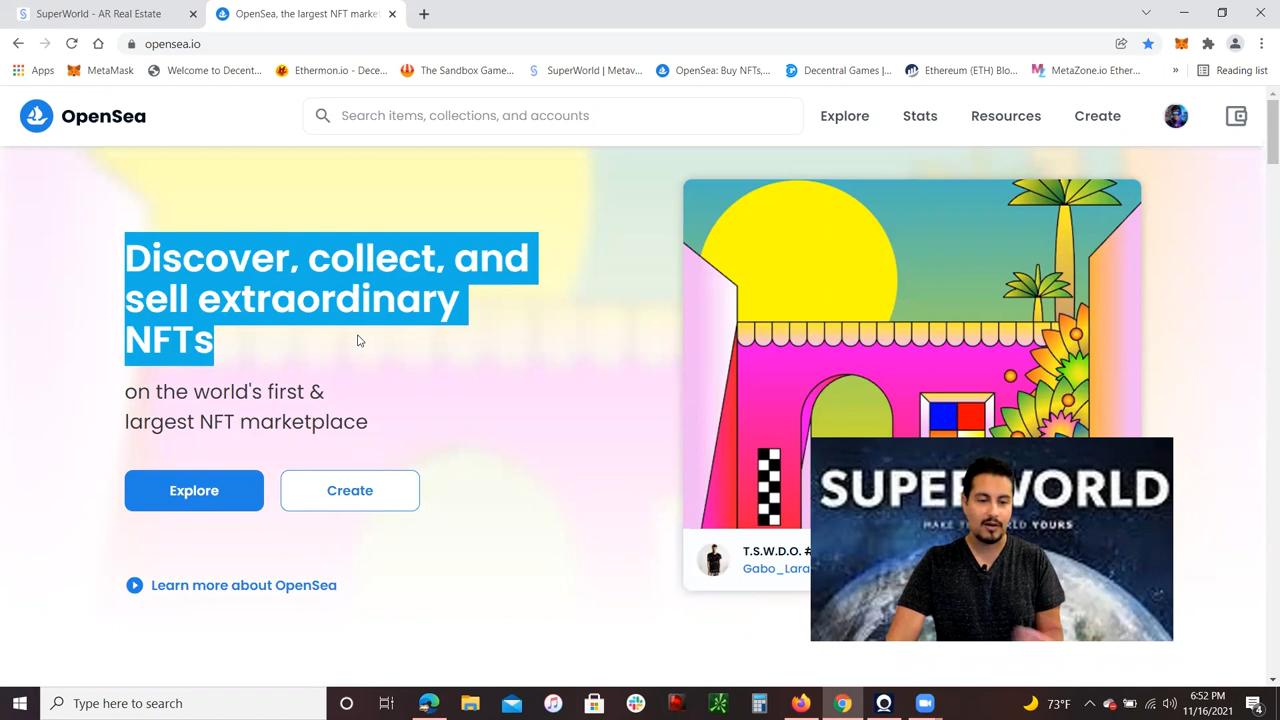 SuperWorld - AR Real Estate
OpenSea, the largest NFT market
opensea.io
Apps
MetaMask
Welcome to Decent...
Ethermon.io - Dece...
The Sandbox Game...
SuperWorld | Metav...
OpenSea: Buy NFTs,...
Decentral Games |...
Ethereum (ETH) Blo...
MetaZone.io Ether...
»
Reading list
OpenSea
Search items, collections, and accounts
Explore
Stats
Resources
Create
Discover, collect, and
sell extraordinary
NFTs
on the world's first &
largest NFT marketplace
Explore
Create
Learn more about OpenSea
T.S.W.D.O. #
Gabo_Lara
SUPERWORLD
MAKE THE WORLD YOURS
Type here to search
73°F
6:52 PM
11/16/2021
4